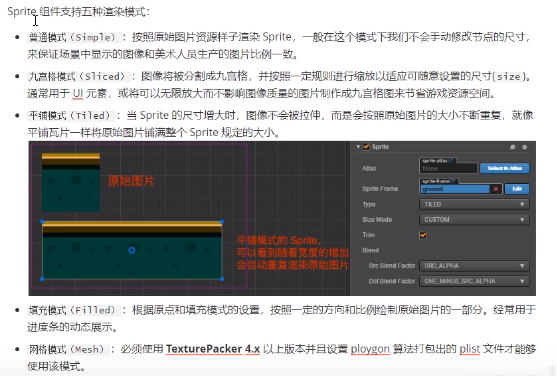 Sprite 组件支持五种渲染模式：
普通模式（Simple）：按照原始图片资源样子渲染 Sprite，一般在这个模式下我们不会手动修改节点的尺寸，
来保证场景中显示的图像和美术人员生产的图片比例一致。
九宫格模式（Sliced）：图像将被分割成九宫格，并按照一定规则进行缩放以适应可随意设置的尺寸(size)。
通常用于 UI 元素，或将可以无限放大而不影响图像质量的图片制作成九宫格图来节省游戏资源空间。
平铺模式（Tiled）：当 Sprite 的尺寸增大时，图像不会被拉伸，而是会按照原始图片的大小不断重复，就像
平铺瓦片一样将原始图片铺满整个 Sprite 规定的大小。
原始图片
平铺模式的 Sprite，
可以看到随着宽度的增加
会自动重复渲染原始图片
Sprite
sprite-atlas
Atlas None Select In Atlas
sprite-frame
Sprite Frame ground Edit
Type TILED
Size Mode CUSTOM
Trim
Blend
Src Blend Factor SRC_ALPHA
Dst Blend Factor ONE_MINUS_SRC_ALPHA
填充模式（Filled）：根据原点和填充模式的设置，按照一定的方向和比例绘制原始图片的一部分。经常用于
进度条的动态展示。
网格模式（Mesh）：必须使用 TexturePacker 4.x 以上版本并且设置 ploygon 算法打包出的 plist 文件才能够
使用该模式。